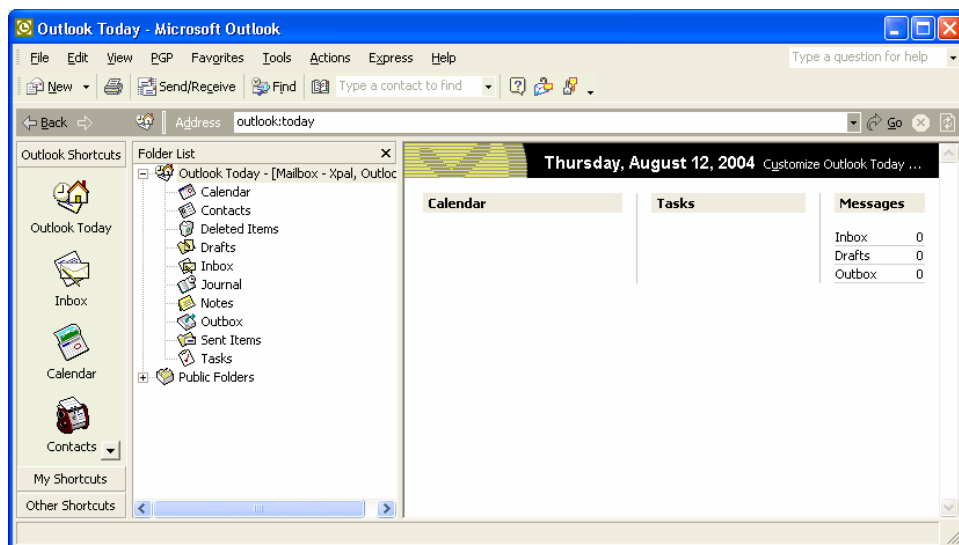 Outlook Today - Microsoft Outlook
File Edit View PGP Favorites Tools Actions Express Help Type a question for help
New Send/Receive Find Type a contact to find
Back Address outlook:today Go
Outlook Shortcuts
Outlook Today
Inbox
Calendar
Contacts
My Shortcuts
Other Shortcuts
Folder List
Outlook Today - [Mailbox - Xpal, Outloc
Calendar
Contacts
Deleted Items
Drafts
Inbox
Journal
Notes
Outbox
Sent Items
Tasks
Public Folders
Thursday, August 12, 2004 Customize Outlook Today ...
Calendar
Tasks
Messages
Inbox 0
Drafts 0
Outbox 0